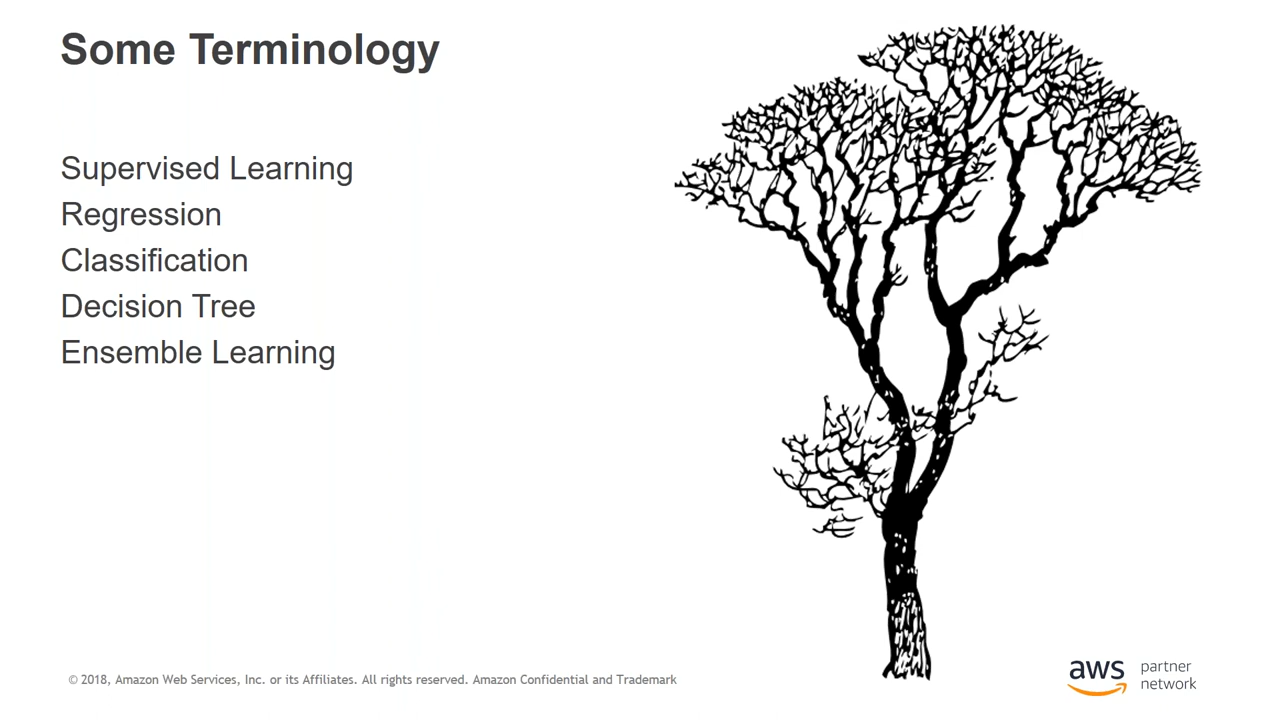 Some Terminology
Supervised Learning
Regression
Classification
Decision Tree
Ensemble Learning
© 2018, Amazon Web Services, Inc. or its Affiliates. All rights reserved. Amazon Confidential and Trademark
aws partner
network